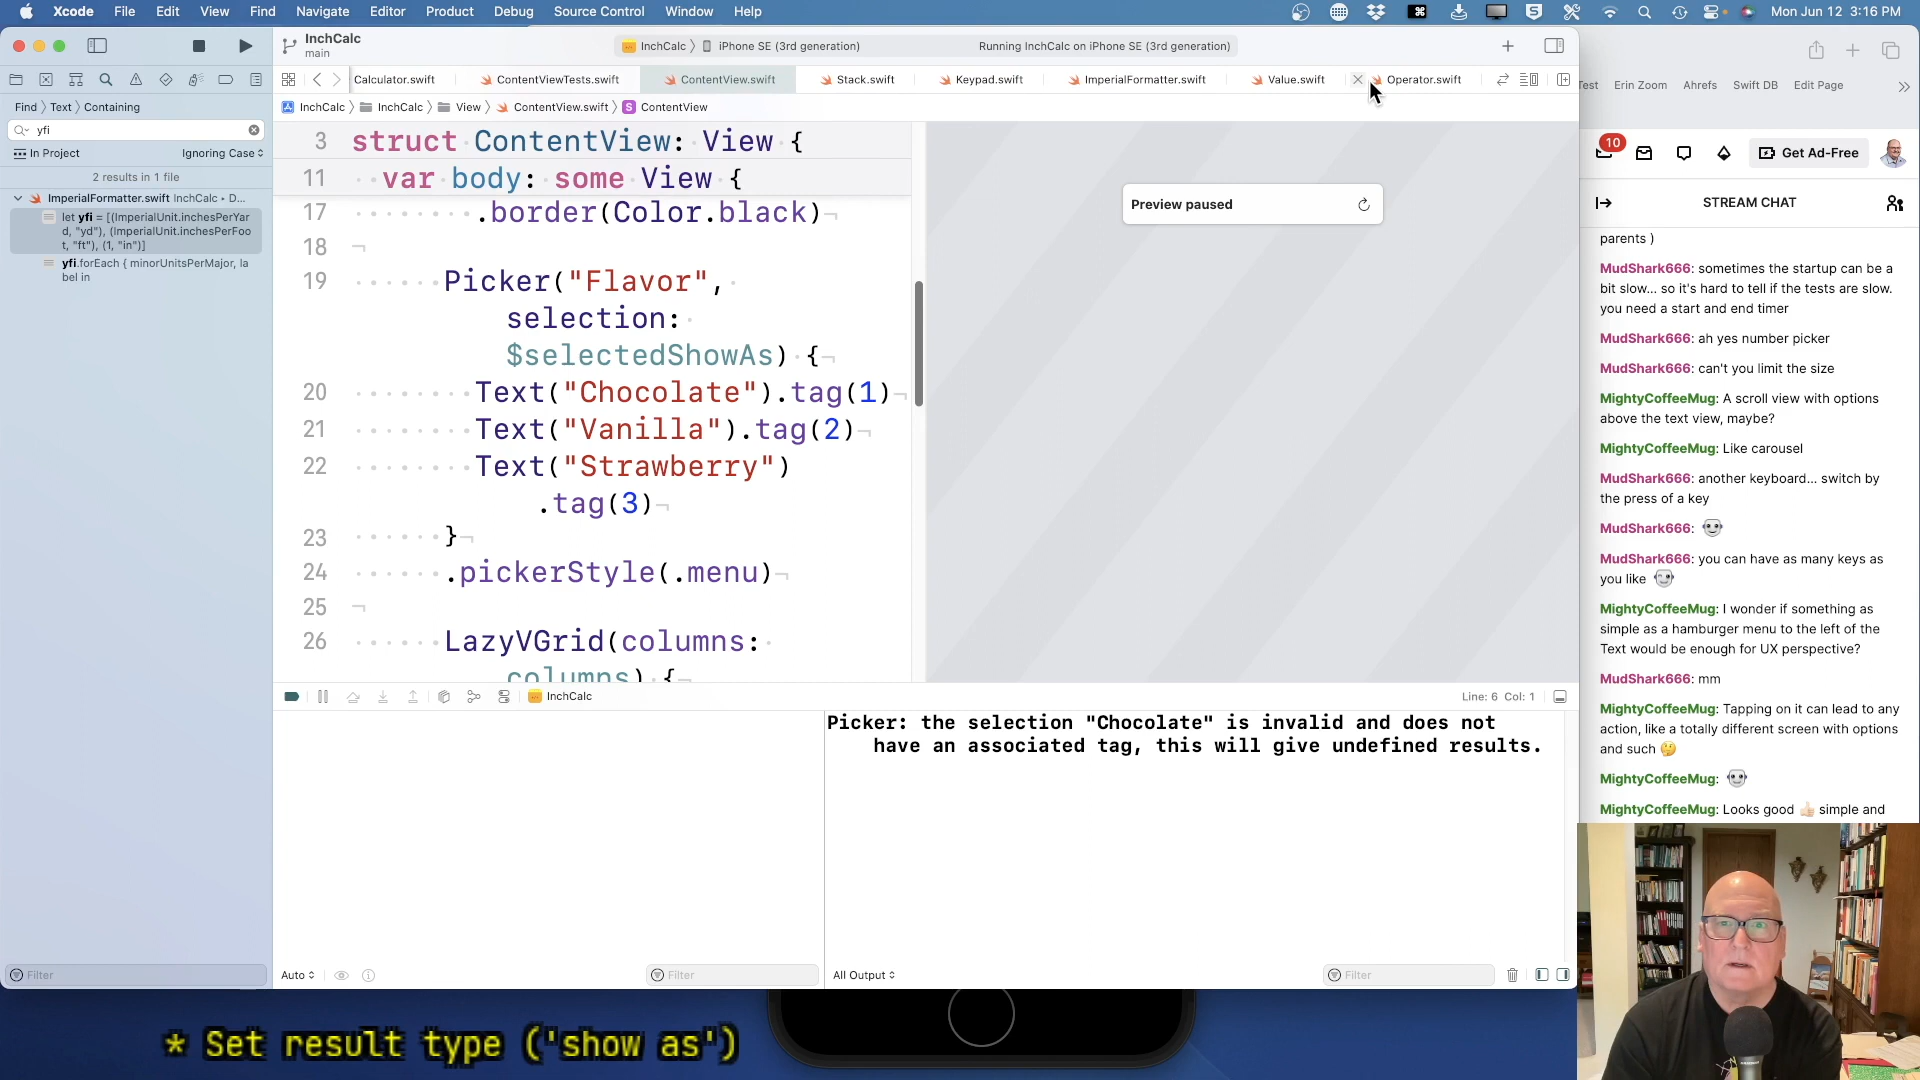 Xcode File Edit View Find Navigate Editor Product Debug Source Control Window Help
Mon Jun 12 3:16 PM
InchCalc
main
InchCalc iPhone SE (3rd generation)
Running InchCalc on iPhone SE (3rd generation)
Calculator.swift ContentViewTests.swift ContentView.swift Stack.swift Keypad.swift ImperialFormatter.swift Value.swift Operator.swift
Find Text Containing
InchCalc InchCalc View ContentView.swift ContentView
yfi
In Project Ignoring Case
2 results in 1 file
ImperialFormatter.swift InchCalc • D...
let yfi = [(ImperialUnit.inchesPerYar
d, "yd"), (ImperialUnit.inchesPerFoo
t, "ft"), (1, "in")]
yfi.forEach { minorUnitsPerMajor, la
bel in
Filter
3 struct ContentView: View {
11 var body: some View {
17 .border(Color.black)
18
19 Picker("Flavor",
selection:
$selectedShowAs) {
20 Text("Chocolate").tag(1)
21 Text("Vanilla").tag(2)
22 Text("Strawberry")
.tag(3)
23 }
24 .pickerStyle(.menu)
25
26 LazyVGrid(columns:
columns) {
Preview paused
InchCalc
Line: 6 Col: 1
Picker: the selection "Chocolate" is invalid and does not
have an associated tag, this will give undefined results.
Auto
Filter
All Output
Filter
Test Erin Zoom Ahrefs Swift DB Edit Page
10
Get Ad-Free
STREAM CHAT
parents )
MudShark666: sometimes the startup can be a
bit slow... so it's hard to tell if the tests are slow.
you need a start and end timer
MudShark666: ah yes number picker
MudShark666: can't you limit the size
MightyCoffeeMug: A scroll view with options
above the text view, maybe?
MightyCoffeeMug: Like carousel
MudShark666: another keyboard... switch by
the press of a key
MudShark666:
MudShark666: you can have as many keys as
you like
MightyCoffeeMug: I wonder if something as
simple as a hamburger menu to the left of the
Text would be enough for UX perspective?
MudShark666: mm
MightyCoffeeMug: Tapping on it can lead to any
action, like a totally different screen with options
and such 🤔
MightyCoffeeMug:
MightyCoffeeMug: Looks good 👍🏻 simple and
* Set result type ('show as')